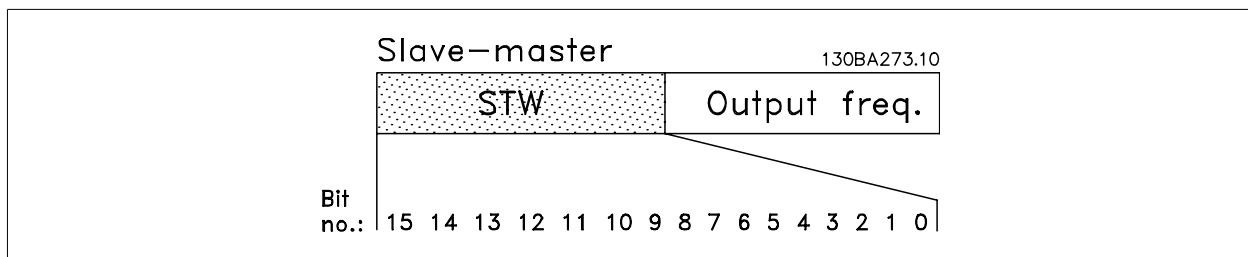 Slave-master
130BA273.10
STW
Output freq.
Bit
no.: 15 14 13 12 11 10 9 8 7 6 5 4 3 2 1 0